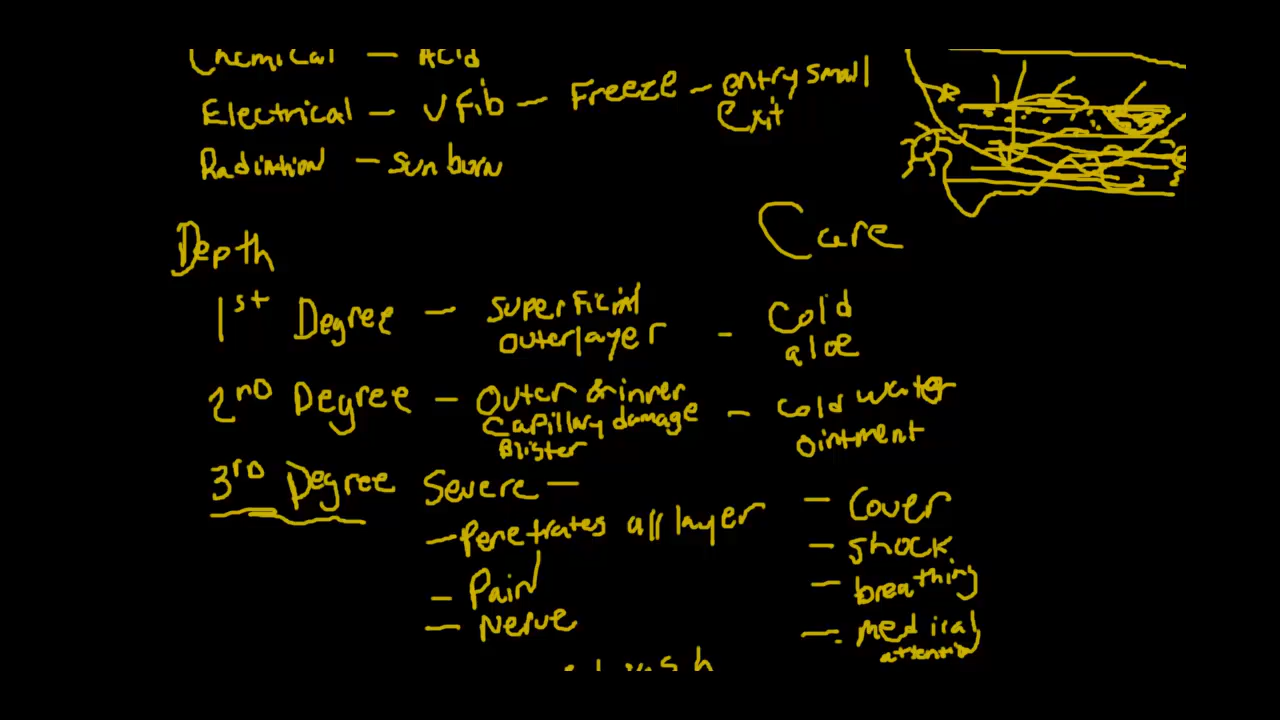 Chemical - Acid
Electrical - V Fib - Freeze - entry small
exit
Radiation - Sun burn
Depth
Care
1st Degree - Superficial
outerlayer - Cold
aloe
2nd Degree - Outer & inner
Capillary damage - Cold water
Blister ointment
3rd Degree Severe -
- Penetrates all layer - Cover
- shock
- Pain - breathing
- Nerve - medical
attention